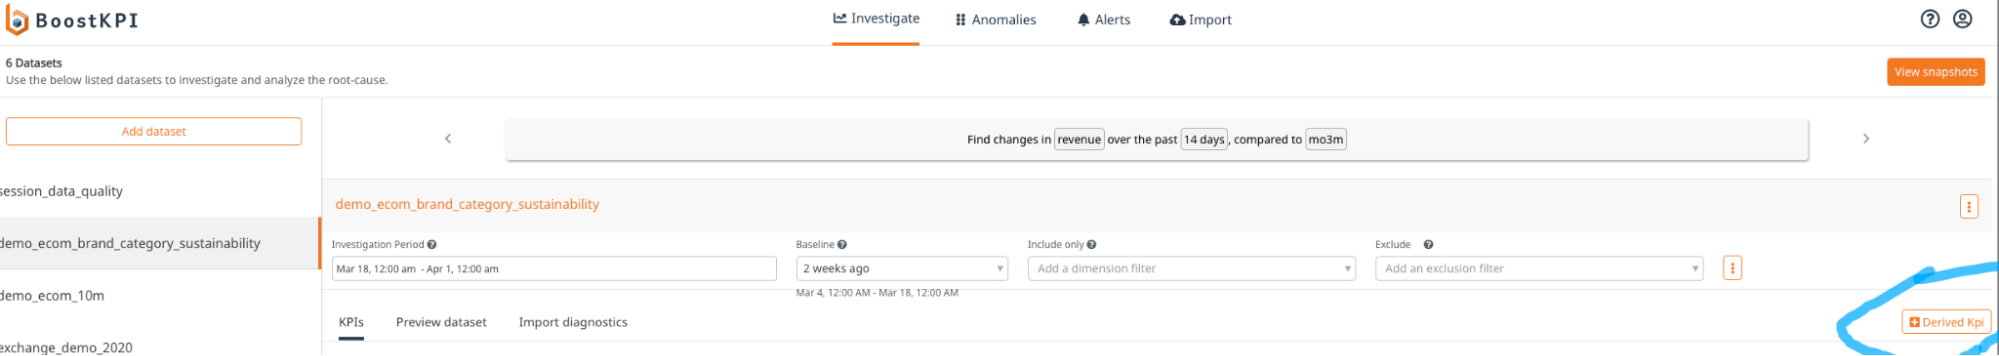 BoostKPI
Investigate Anomalies Alerts Import
6 Datasets
Use the below listed datasets to investigate and analyze the root-cause.
View snapshots
Add dataset
Find changes in revenue over the past 14 days, compared to mo3m
session_data_quality
demo_ecom_brand_category_sustainability
demo_ecom_10m
exchange_demo_2020
demo_ecom_brand_category_sustainability
Investigation Period Baseline Include only Exclude
Mar 18, 12:00 am - Apr 1, 12:00 am 2 weeks ago Add a dimension filter Add an exclusion filter
Mar 4, 12:00 AM - Mar 18, 12:00 AM
KPIs Preview dataset Import diagnostics Derived Kpi